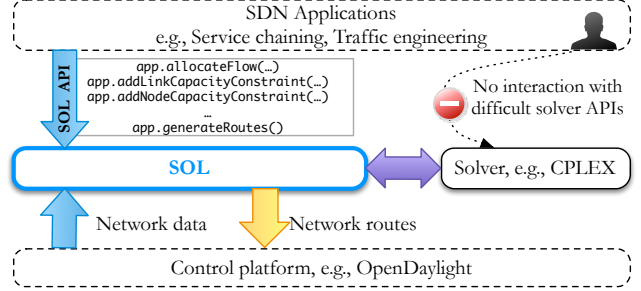 SDN Applications
e.g., Service chaining, Traffic engineering
SOL API
app.allocateFlow(…)
app.addLinkCapacityConstraint(…)
app.addNodeCapacityConstraint(…)
…
app.generateRoutes()
No interaction with
difficult solver APIs
SOL
Solver, e.g., CPLEX
Network data
Network routes
Control platform, e.g., OpenDaylight